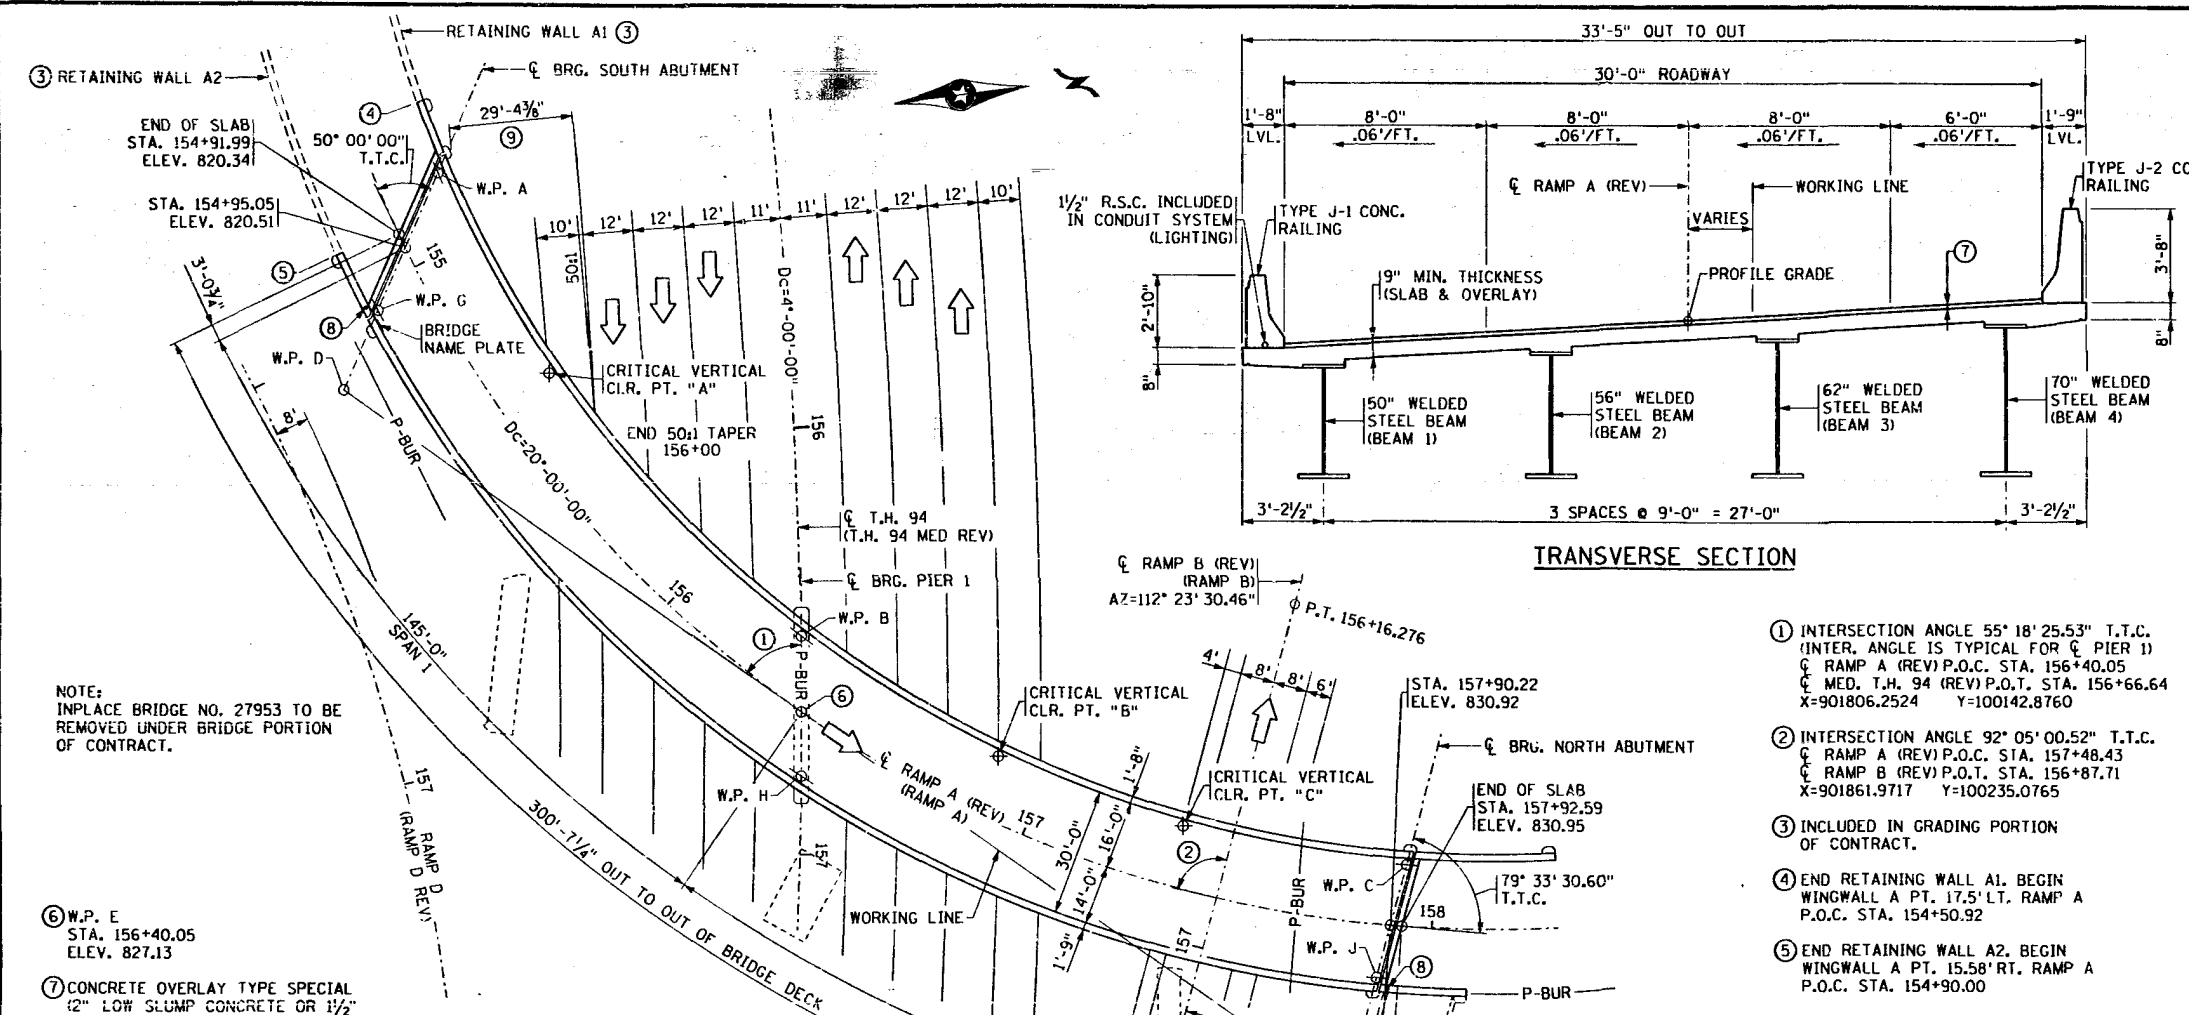 RETAINING WALL A1 ③
③ RETAINING WALL A2
℄ BRG. SOUTH ABUTMENT
④
29'-4⅜"
⑨
END OF SLAB
STA. 154+91.99
ELEV. 820.34
50° 00' 00"
T.T.C.
W.P. A
STA. 154+95.05
ELEV. 820.51
155
⑤
3'-0¾"
W.P. G
⑧
BRIDGE
NAME PLATE
W.P. D
8'
P-BUR
10' 12' 12' 12' 11' 11' 12' 12' 12' 10'
50:1
Dc=4°-00'-00"
CRITICAL VERTICAL
CLR. PT. "A"
END 50:1 TAPER
156+00
156
Dc=20°-00'-00"
156
℄ T.H. 94
(T.H. 94 MED REV)
℄ BRG. PIER 1
①
W.P. B
P-BUR
⑥
W.P. H
145'-0"
SPAN 1
300'-7¼" OUT TO OUT OF BRIDGE DECK
NOTE:
INPLACE BRIDGE NO. 27953 TO BE
REMOVED UNDER BRIDGE PORTION
OF CONTRACT.
157
RAMP D
(RAMP D REV)
℄ RAMP A (REV)
(RAMP A)
157
157
WORKING LINE
CRITICAL VERTICAL
CLR. PT. "B"
℄ RAMP B (REV)
(RAMP B)
AZ=112° 23' 30.46"
P.T. 156+16.276
4' 8' 8' 6'
1'-8"
30'-0"
16'-0"
14'-0"
1'-9"
CRITICAL VERTICAL
CLR. PT. "C"
②
157
P-BUR
STA. 157+90.22
ELEV. 830.92
℄ BRG. NORTH ABUTMENT
END OF SLAB
STA. 157+92.59
ELEV. 830.95
W.P. C
79° 33' 30.60"
T.T.C.
158
W.P. J
⑧
P-BUR
⑥ W.P. E
STA. 156+40.05
ELEV. 827.13
⑦ CONCRETE OVERLAY TYPE SPECIAL
(2" LOW SLUMP CONCRETE OR 1½"
33'-5" OUT TO OUT
30'-0" ROADWAY
1'-8" 8'-0" 8'-0" 8'-0" 6'-0" 1'-9"
LVL. .06'/FT. .06'/FT. .06'/FT. .06'/FT. LVL.
TYPE J-2 CO
RAILING
℄ RAMP A (REV)
WORKING LINE
1½" R.S.C. INCLUDED
IN CONDUIT SYSTEM
(LIGHTING)
TYPE J-1 CONC.
RAILING
VARIES
⑦
9" MIN. THICKNESS
(SLAB & OVERLAY)
PROFILE GRADE
2'-10"
8"
3'-8"
8"
50" WELDED
STEEL BEAM
(BEAM 1)
56" WELDED
STEEL BEAM
(BEAM 2)
62" WELDED
STEEL BEAM
(BEAM 3)
70" WELDED
STEEL BEAM
(BEAM 4)
3'-2½" 3 SPACES @ 9'-0" = 27'-0" 3'-2½"
TRANSVERSE SECTION
① INTERSECTION ANGLE 55° 18' 25.53" T.T.C.
(INTER. ANGLE IS TYPICAL FOR ℄ PIER 1)
℄ RAMP A (REV) P.O.C. STA. 156+40.05
℄ MED. T.H. 94 (REV) P.O.T. STA. 156+66.64
X=901806.2524 Y=100142.8760
② INTERSECTION ANGLE 92° 05' 00.52" T.T.C.
℄ RAMP A (REV) P.O.C. STA. 157+48.43
℄ RAMP B (REV) P.O.T. STA. 156+87.71
X=901861.9717 Y=100235.0765
③ INCLUDED IN GRADING PORTION
OF CONTRACT.
④ END RETAINING WALL A1. BEGIN
WINGWALL A PT. 17.5' LT. RAMP A
P.O.C. STA. 154+50.92
⑤ END RETAINING WALL A2. BEGIN
WINGWALL A PT. 15.58' RT. RAMP A
P.O.C. STA. 154+90.00